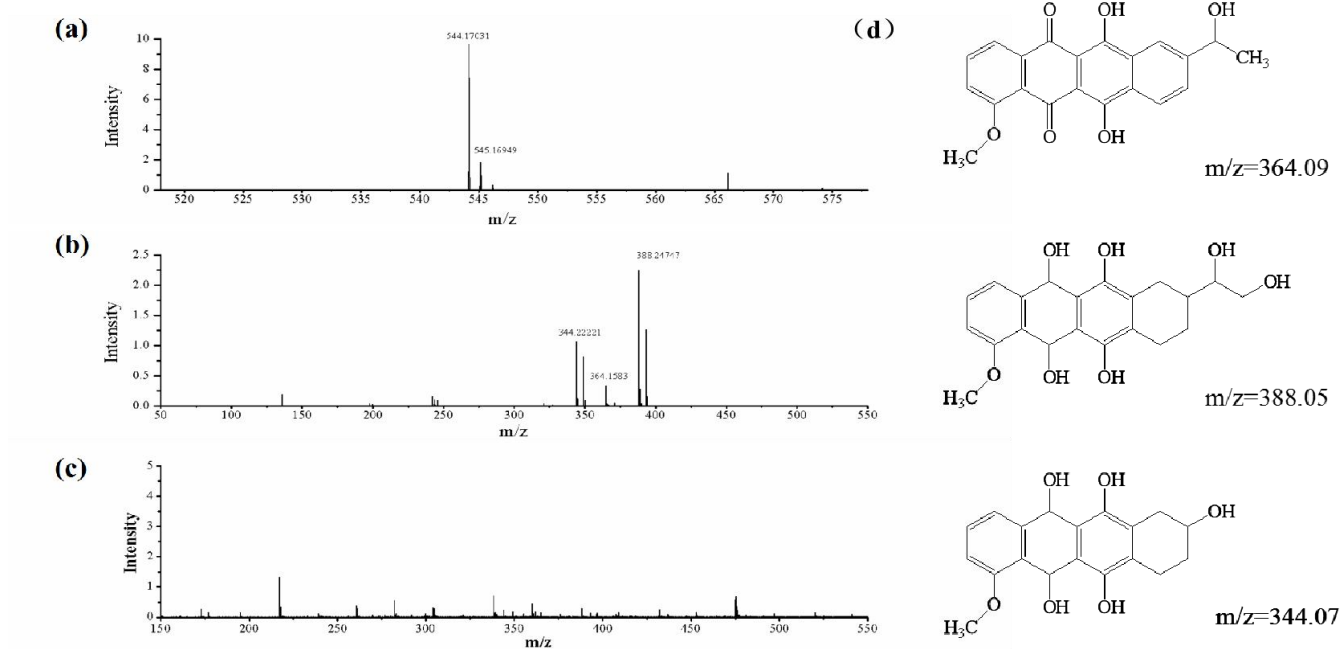 (a)
544.17031
545.16949
10
8
6
4
2
0
Intensity
520 525 530 535 540 545 550 555 560 565 570 575
m/z
(b)
388.24747
344.22221
364.1583
2.5
2.0
1.5
1.0
0.5
0.0
Intensity
50 100 150 200 250 300 350 400 450 500 550
m/z
(c)
5
4
3
2
1
0
Intensity
150 200 250 300 350 400 450 500 550
m/z
(d)
O OH OH
CH₃
O O OH
H₃C
m/z=364.09
OH OH OH
OH
O OH OH
H₃C
m/z=388.05
OH OH
OH
O OH OH
H₃C
m/z=344.07